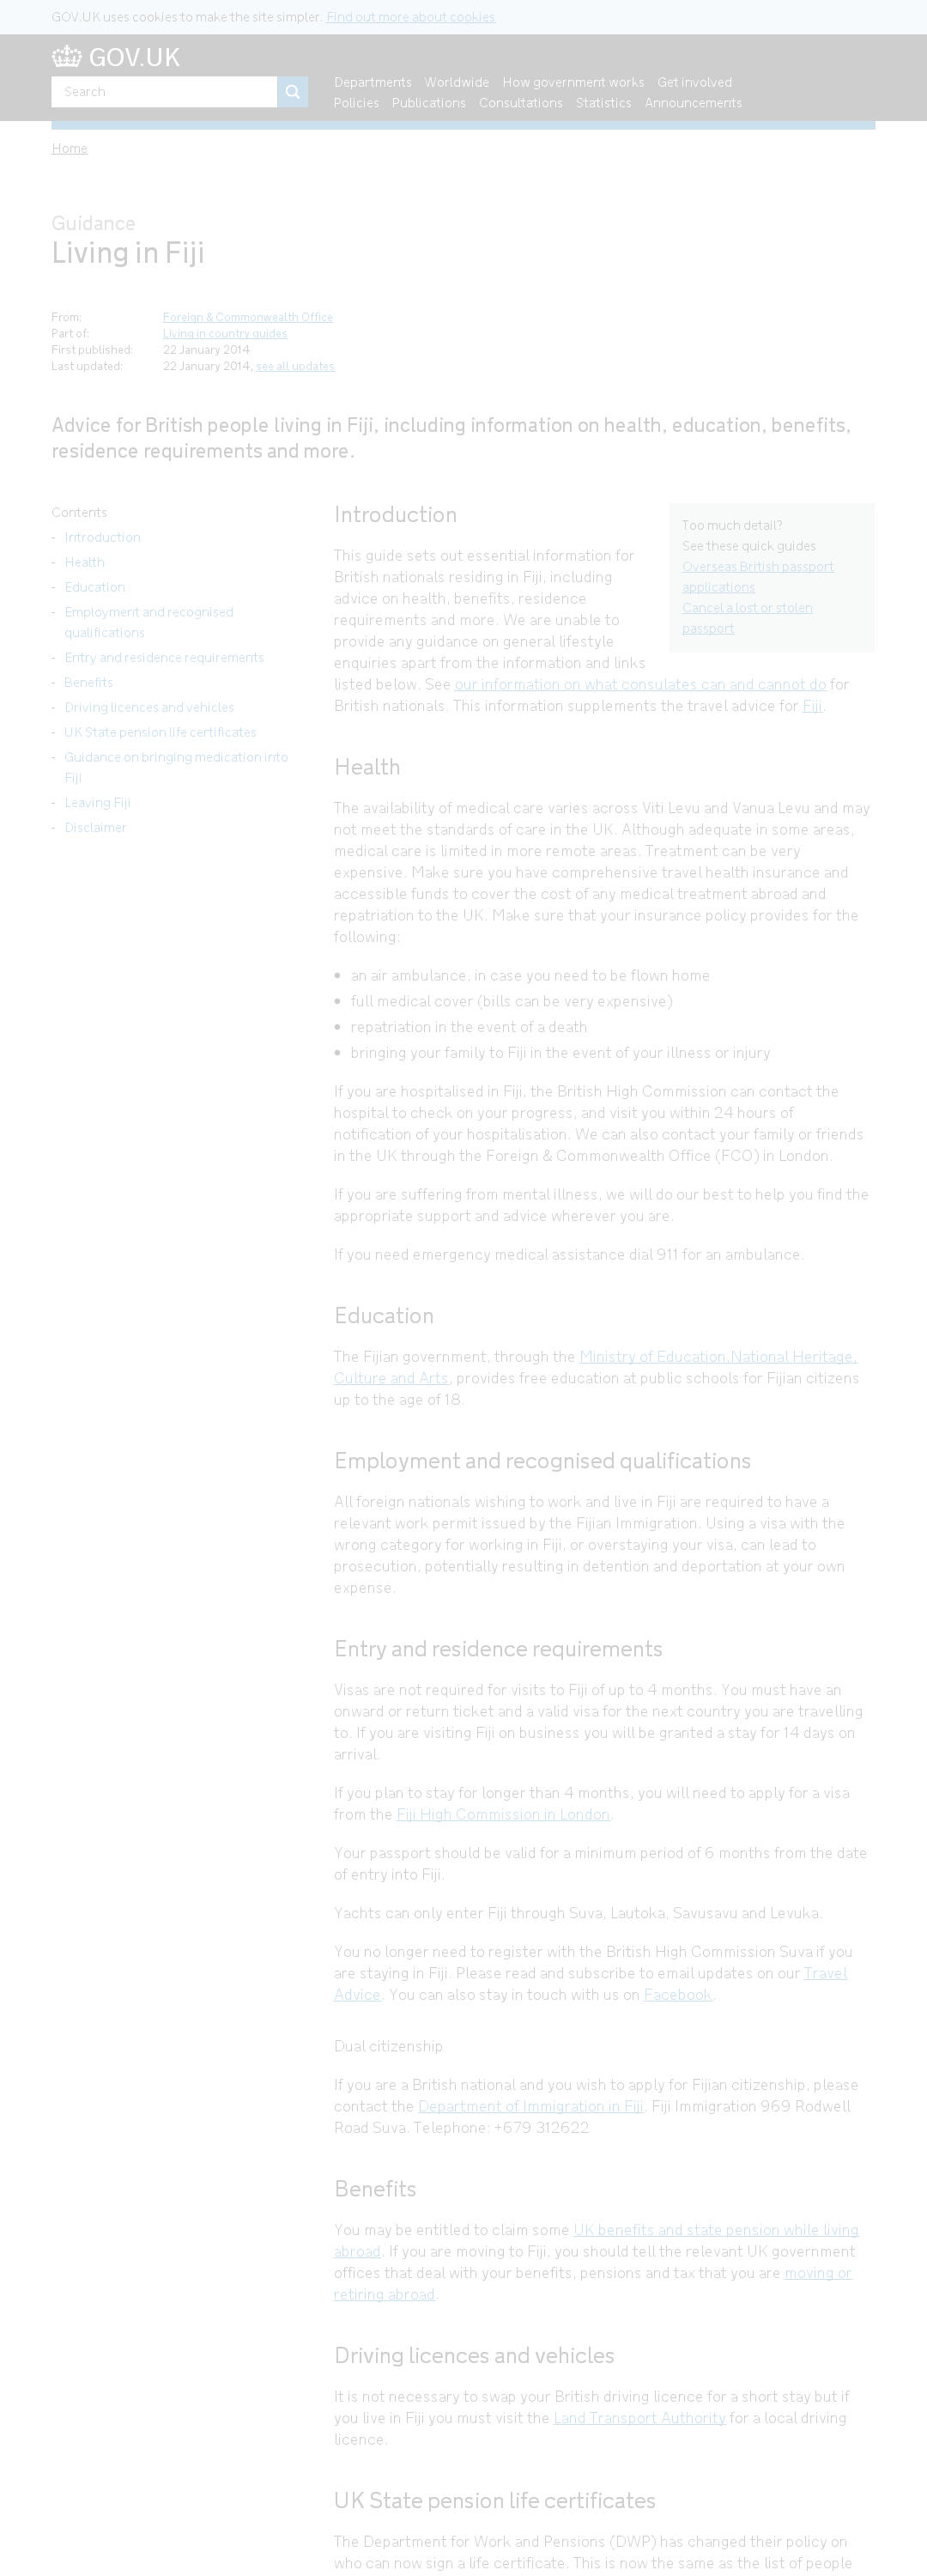 GOV.UK uses cookies to make the site simpler. Find out more about cookies
GOV.UK
Search
Departments Worldwide How government works Get involved
Policies Publications Consultations Statistics Announcements
Home
Guidance
Living in Fiji
From: Foreign & Commonwealth Office
Part of: Living in country guides
First published: 22 January 2014
Last updated: 22 January 2014, see all updates
Advice for British people living in Fiji, including information on health, education, benefits,
residence requirements and more.
Contents
- Introduction
- Health
- Education
- Employment and recognised
qualifications
- Entry and residence requirements
- Benefits
- Driving licences and vehicles
- UK State pension life certificates
- Guidance on bringing medication into
Fiji
- Leaving Fiji
- Disclaimer
Too much detail?
See these quick guides
Overseas British passport
applications
Cancel a lost or stolen
passport
Introduction
This guide sets out essential information for
British nationals residing in Fiji, including
advice on health, benefits, residence
requirements and more. We are unable to
provide any guidance on general lifestyle
enquiries apart from the information and links
listed below. See our information on what consulates can and cannot do for
British nationals. This information supplements the travel advice for Fiji.
Health
The availability of medical care varies across Viti Levu and Vanua Levu and may
not meet the standards of care in the UK. Although adequate in some areas,
medical care is limited in more remote areas. Treatment can be very
expensive. Make sure you have comprehensive travel health insurance and
accessible funds to cover the cost of any medical treatment abroad and
repatriation to the UK. Make sure that your insurance policy provides for the
following:
• an air ambulance, in case you need to be flown home
• full medical cover (bills can be very expensive)
• repatriation in the event of a death
• bringing your family to Fiji in the event of your illness or injury
If you are hospitalised in Fiji, the British High Commission can contact the
hospital to check on your progress, and visit you within 24 hours of
notification of your hospitalisation. We can also contact your family or friends
in the UK through the Foreign & Commonwealth Office (FCO) in London.
If you are suffering from mental illness, we will do our best to help you find the
appropriate support and advice wherever you are.
If you need emergency medical assistance dial 911 for an ambulance.
Education
The Fijian government, through the Ministry of Education,National Heritage,
Culture and Arts, provides free education at public schools for Fijian citizens
up to the age of 18.
Employment and recognised qualifications
All foreign nationals wishing to work and live in Fiji are required to have a
relevant work permit issued by the Fijian Immigration. Using a visa with the
wrong category for working in Fiji, or overstaying your visa, can lead to
prosecution, potentially resulting in detention and deportation at your own
expense.
Entry and residence requirements
Visas are not required for visits to Fiji of up to 4 months. You must have an
onward or return ticket and a valid visa for the next country you are travelling
to. If you are visiting Fiji on business you will be granted a stay for 14 days on
arrival.
If you plan to stay for longer than 4 months, you will need to apply for a visa
from the Fiji High Commission in London.
Your passport should be valid for a minimum period of 6 months from the date
of entry into Fiji.
Yachts can only enter Fiji through Suva, Lautoka, Savusavu and Levuka.
You no longer need to register with the British High Commission Suva if you
are staying in Fiji. Please read and subscribe to email updates on our Travel
Advice. You can also stay in touch with us on Facebook.
Dual citizenship
If you are a British national and you wish to apply for Fijian citizenship, please
contact the Department of Immigration in Fiji. Fiji Immigration 969 Rodwell
Road Suva. Telephone: +679 312622
Benefits
You may be entitled to claim some UK benefits and state pension while living
abroad. If you are moving to Fiji, you should tell the relevant UK government
offices that deal with your benefits, pensions and tax that you are moving or
retiring abroad.
Driving licences and vehicles
It is not necessary to swap your British driving licence for a short stay but if
you live in Fiji you must visit the Land Transport Authority for a local driving
licence.
UK State pension life certificates
The Department for Work and Pensions (DWP) has changed their policy on
who can now sign a life certificate. This is now the same as the list of people